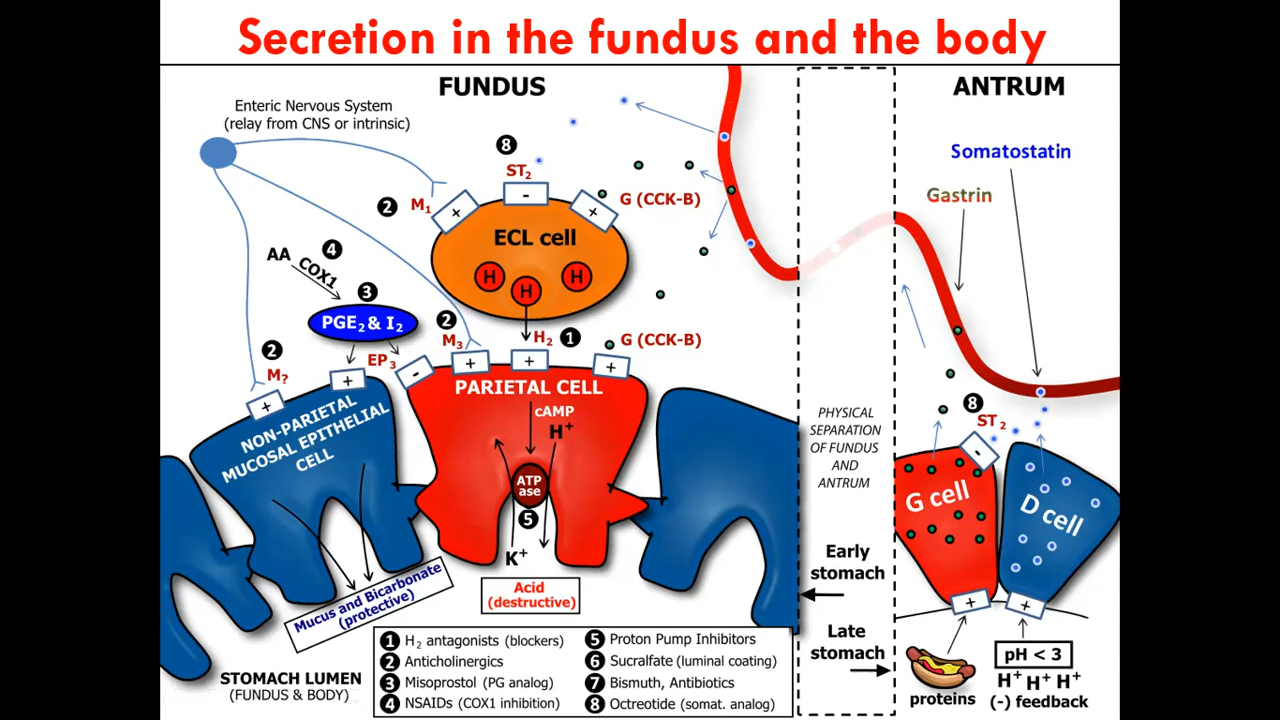 Secretion in the fundus and the body
FUNDUS
ANTRUM
Enteric Nervous System
(relay from CNS or intrinsic)
Somatostatin
Gastrin
8
ST2
2
M1
-
+
+
G (CCK-B)
ECL cell
H
H
H
AA
4
COX1
3
PGE2 & I2
2
M3
H2
1
G (CCK-B)
2
M?
EP3
+
+
-
+
+
+
NON-PARIETAL
MUCOSAL EPITHELIAL
CELL
PARIETAL CELL
cAMP
H+
ATP
ase
5
K+
Acid
(destructive)
Mucus and Bicarbonate
(protective)
STOMACH LUMEN
(FUNDUS & BODY)
PHYSICAL
SEPARATION
OF FUNDUS
AND
ANTRUM
Early
stomach
Late
stomach
8
ST2
-
G cell
D cell
+
+
proteins
pH < 3
H+ H+ H+
(-) feedback
1 H2 antagonists (blockers)
2 Anticholinergics
3 Misoprostol (PG analog)
4 NSAIDs (COX1 inhibition)
5 Proton Pump Inhibitors
6 Sucralfate (luminal coating)
7 Bismuth, Antibiotics
8 Octreotide (somat. analog)